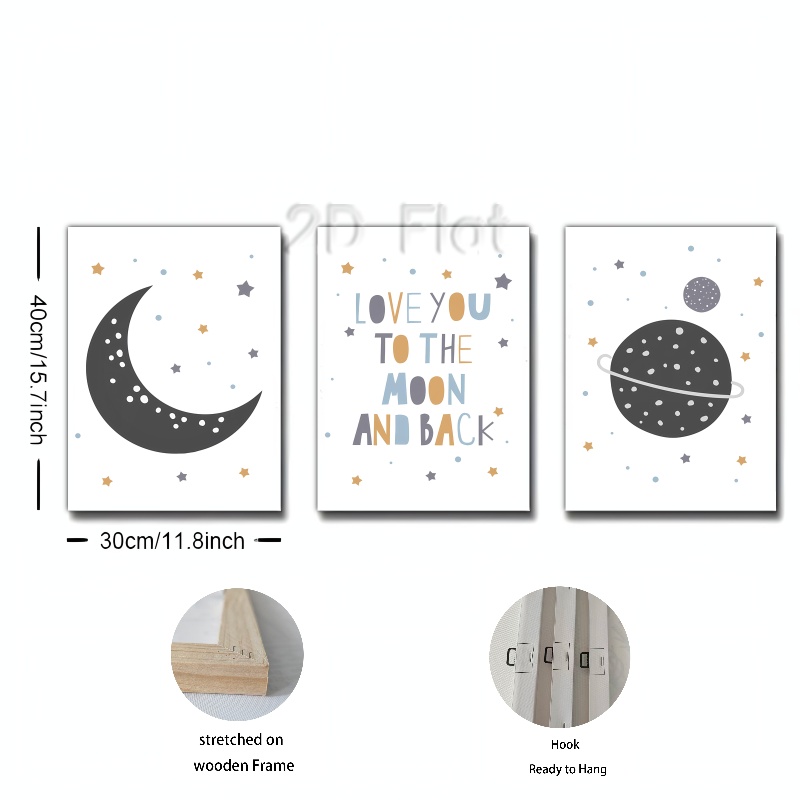 2D Flat
40cm/15.7inch
LOVE YOU
TO THE
MOON
AND BACK
30cm/11.8inch
stretched on
wooden Frame
Hook
Ready to Hang